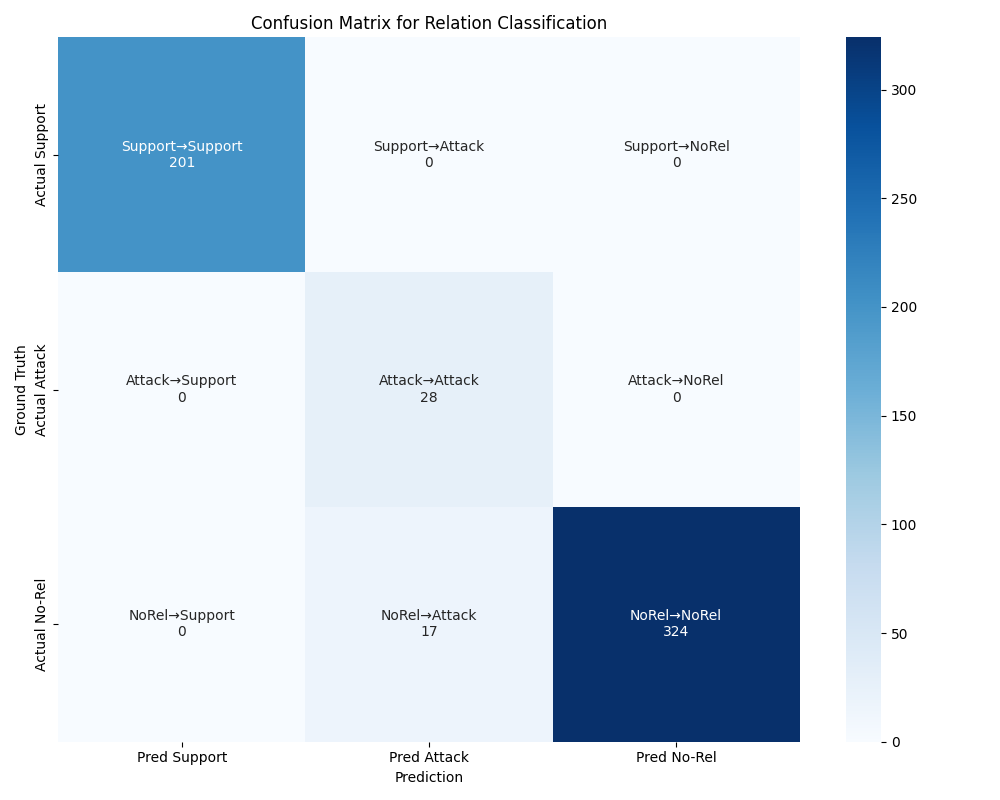 Confusion Matrix for Relation Classification
Ground Truth
Actual Support
Support→Support
201
Support→Attack
0
Support→NoRel
0
Actual Attack
Attack→Support
0
Attack→Attack
28
Attack→NoRel
0
Actual No-Rel
NoRel→Support
0
NoRel→Attack
17
NoRel→NoRel
324
Pred Support
Pred Attack
Pred No-Rel
Prediction
300
250
200
150
100
50
0